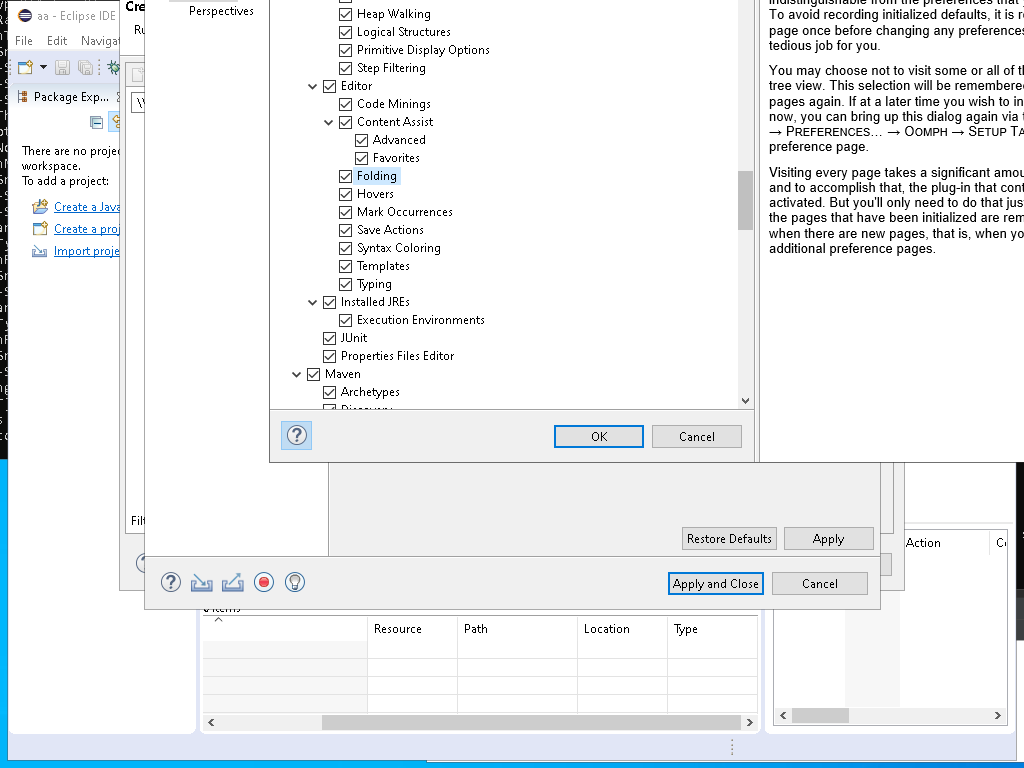 aa - Eclipse IDE
File Edit Navigat
Package Exp...
There are no projec
workspace.
To add a project:
Create a Java
Create a proj
Import proje
Cre
Ru
Filt
Perspectives
Heap Walking
Logical Structures
Primitive Display Options
Step Filtering
Editor
Code Minings
Content Assist
Advanced
Favorites
Folding
Hovers
Mark Occurrences
Save Actions
Syntax Coloring
Templates
Typing
Installed JREs
Execution Environments
JUnit
Properties Files Editor
Maven
Archetypes
Discovery
OK
Cancel
indistinguishable from the preferences that y
To avoid recording initialized defaults, it is re
page once before changing any preferences
tedious job for you.
You may choose not to visit some or all of th
tree view. This selection will be remembered
pages again. If at a later time you wish to in
now, you can bring up this dialog again via t
→ PREFERENCES... → OOMPH → SETUP TA
preference page.
Visiting every page takes a significant amou
and to accomplish that, the plug-in that cont
activated. But you'll only need to do that just
the pages that have been initialized are rem
when there are new pages, that is, when yo
additional preference pages.
Restore Defaults
Apply
Apply and Close
Cancel
Action
0 items
Resource
Path
Location
Type